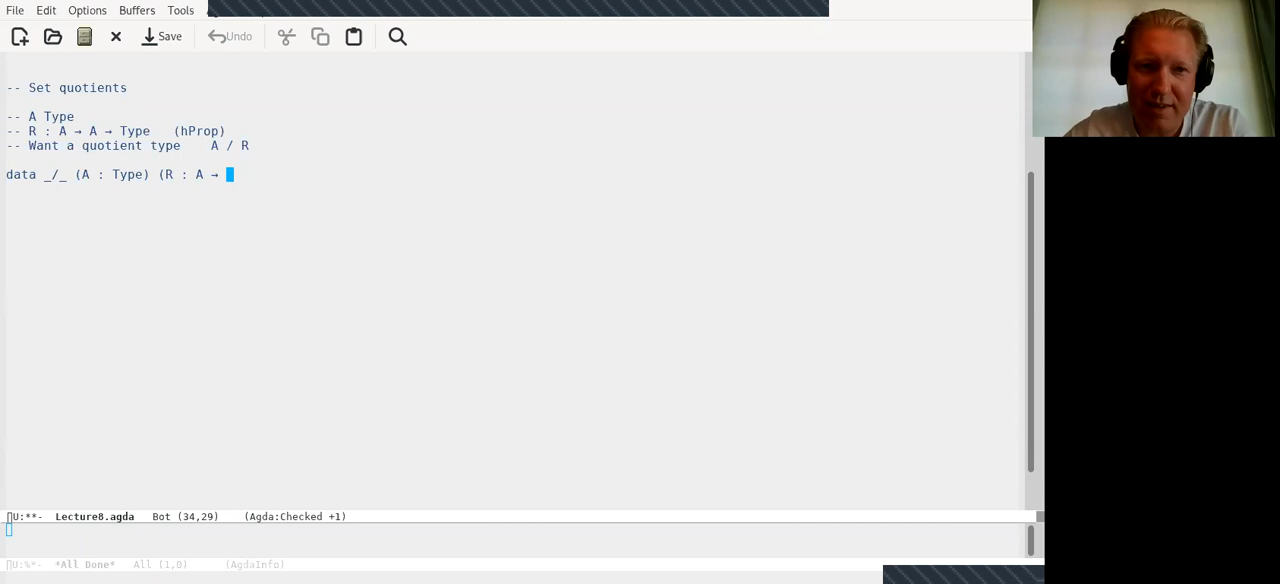 File Edit Options Buffers Tools
Save Undo
-- Set quotients
-- A Type
-- R : A → A → Type   (hProp)
-- Want a quotient type    A / R
data _/_ (A : Type) (R : A →
U:**-  Lecture8.agda   Bot (34,29)   (Agda:Checked +1)
U:%*-  *All Done*   All (1,0)   (AgdaInfo)